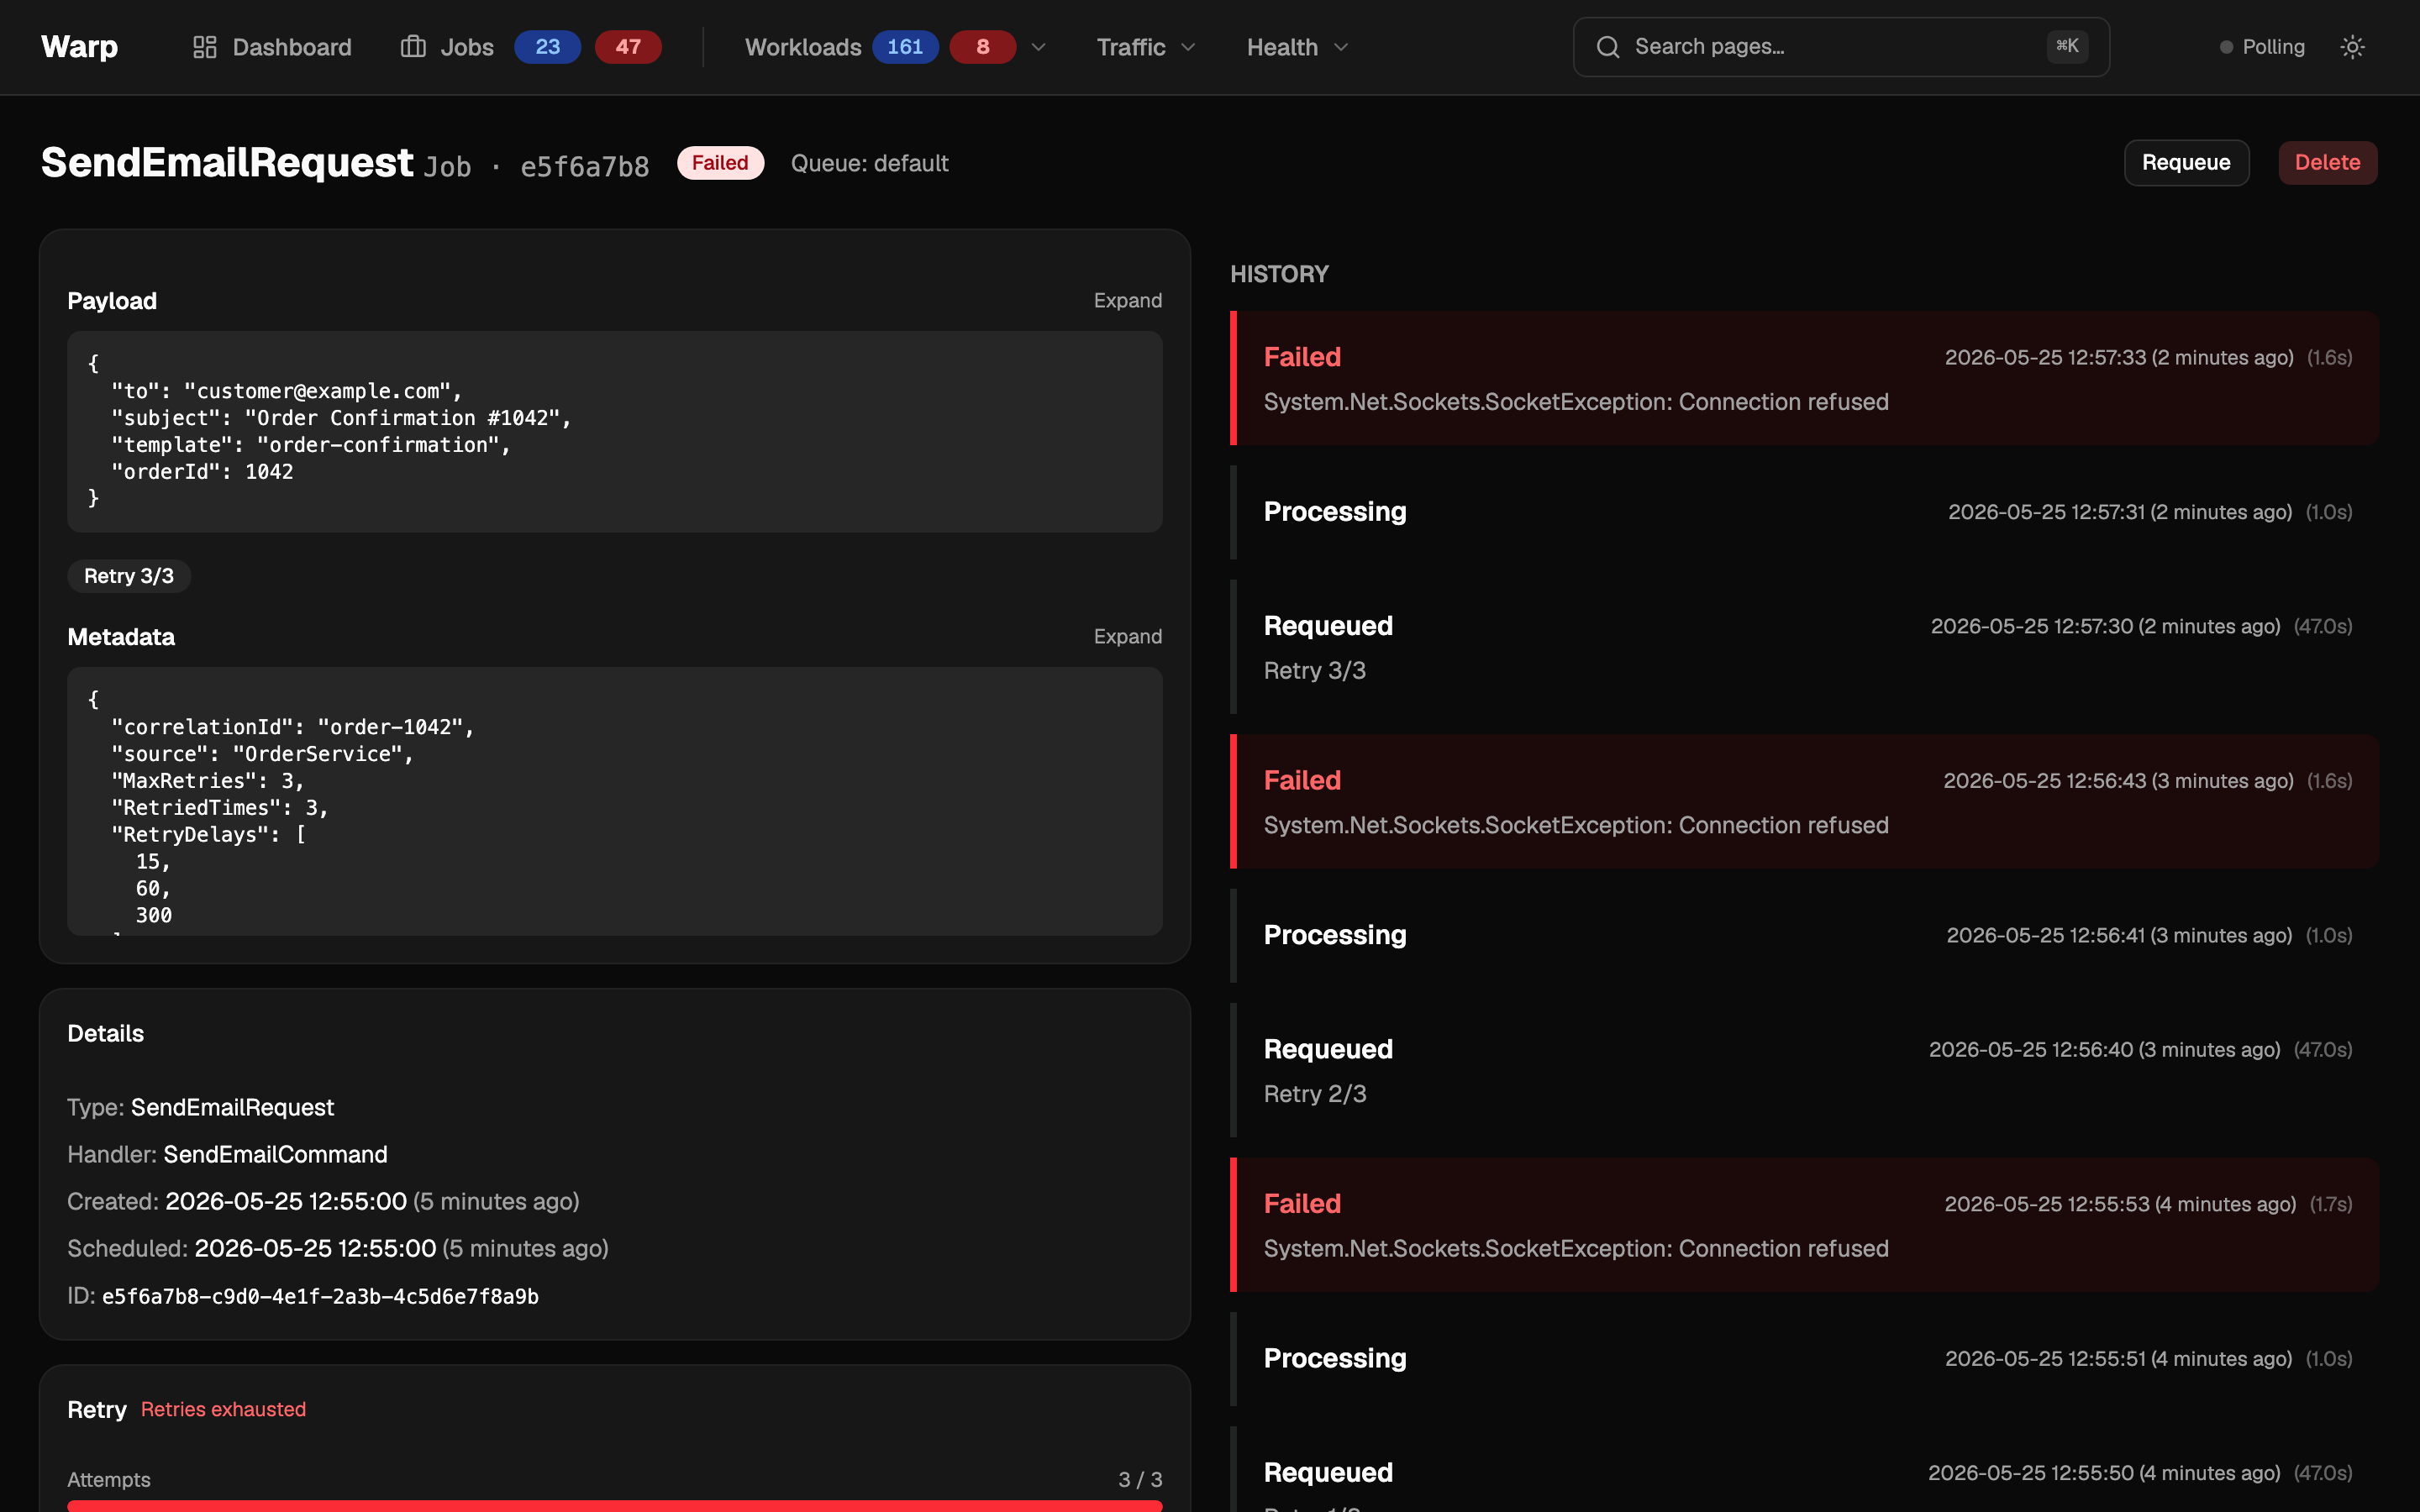 Warp
Dashboard
Jobs 23 47
Workloads 161 8
Traffic
Health
Search pages... ⌘K
Polling
SendEmailRequest Job · e5f6a7b8 Failed Queue: default
Requeue
Delete
Payload Expand
{
"to": "customer@example.com",
"subject": "Order Confirmation #1042",
"template": "order-confirmation",
"orderId": 1042
}
Retry 3/3
Metadata Expand
{
"correlationId": "order-1042",
"source": "OrderService",
"MaxRetries": 3,
"RetriedTimes": 3,
"RetryDelays": [
15,
60,
300
Details
Type: SendEmailRequest
Handler: SendEmailCommand
Created: 2026-05-25 12:55:00 (5 minutes ago)
Scheduled: 2026-05-25 12:55:00 (5 minutes ago)
ID: e5f6a7b8-c9d0-4e1f-2a3b-4c5d6e7f8a9b
Retry Retries exhausted
Attempts 3 / 3
HISTORY
Failed 2026-05-25 12:57:33 (2 minutes ago) (1.6s)
System.Net.Sockets.SocketException: Connection refused
Processing 2026-05-25 12:57:31 (2 minutes ago) (1.0s)
Requeued 2026-05-25 12:57:30 (2 minutes ago) (47.0s)
Retry 3/3
Failed 2026-05-25 12:56:43 (3 minutes ago) (1.6s)
System.Net.Sockets.SocketException: Connection refused
Processing 2026-05-25 12:56:41 (3 minutes ago) (1.0s)
Requeued 2026-05-25 12:56:40 (3 minutes ago) (47.0s)
Retry 2/3
Failed 2026-05-25 12:55:53 (4 minutes ago) (1.7s)
System.Net.Sockets.SocketException: Connection refused
Processing 2026-05-25 12:55:51 (4 minutes ago) (1.0s)
Requeued 2026-05-25 12:55:50 (4 minutes ago) (47.0s)